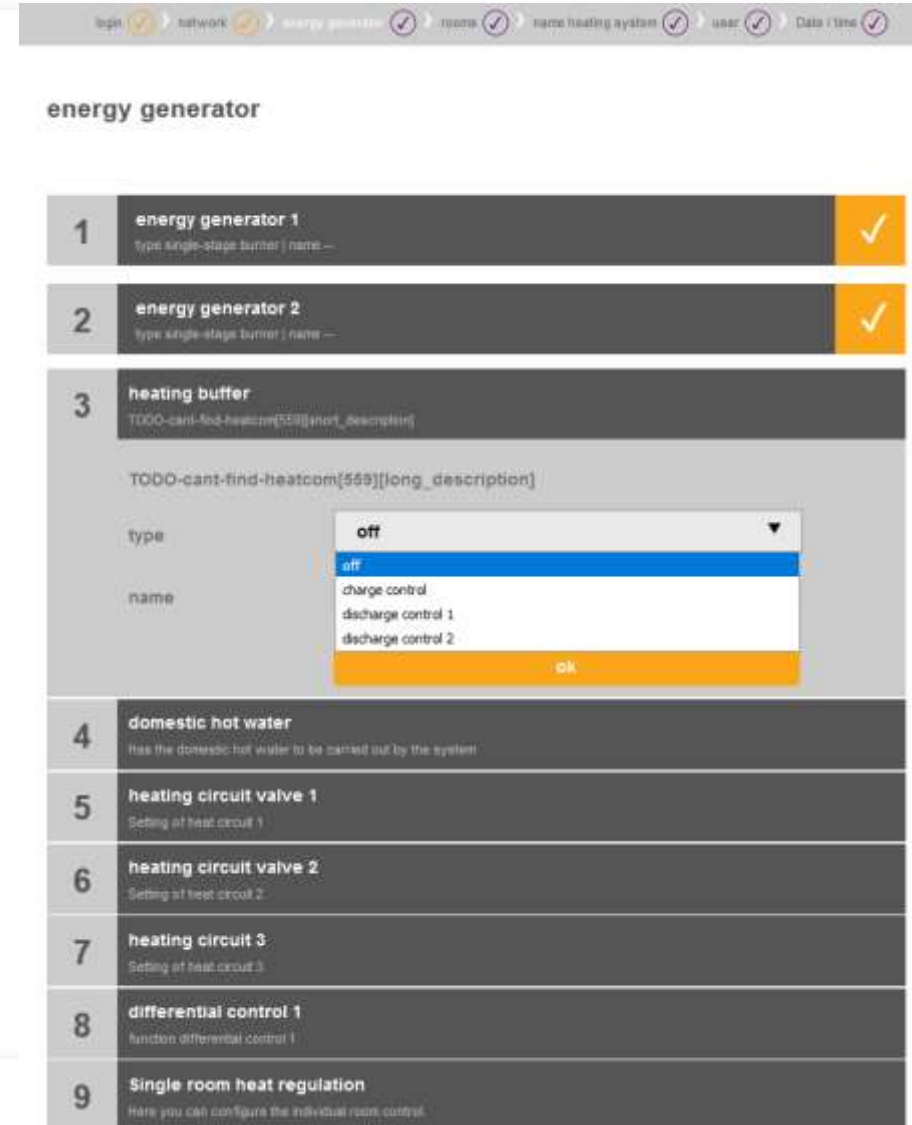 login network energy generator rooms name heating system user Date / time
energy generator
1 energy generator 1
type single-stage burner | name --
2 energy generator 2
type single-stage burner | name --
3 heating buffer
TODO-cant-find-heatcom[559][short_description]
TODO-cant-find-heatcom[559][long_description]
type off
off
charge control
name
discharge control 1
discharge control 2
ok
4 domestic hot water
Has the domestic hot water to be carried out by the system
5 heating circuit valve 1
Setting of heat circuit 1
6 heating circuit valve 2
Setting of heat circuit 2
7 heating circuit 3
Setting of heat circuit 3
8 differential control 1
function differential control 1
9 Single room heat regulation
Here you can configure the individual room control.